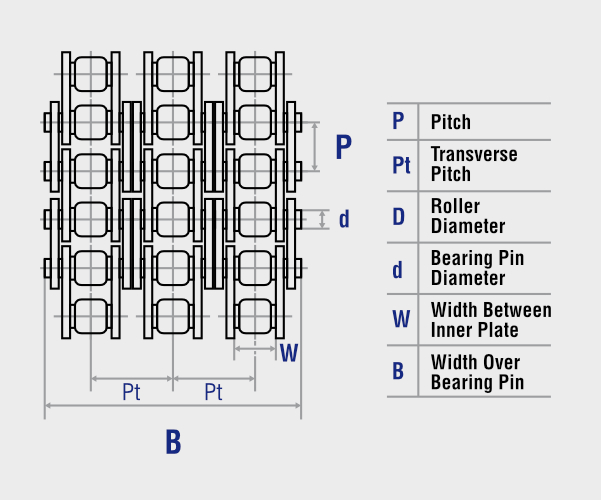 P
d
W
Pt Pt
B
P Pitch
Pt Transverse
Pitch
D Roller
Diameter
d Bearing Pin
Diameter
W Width Between
Inner Plate
B Width Over
Bearing Pin